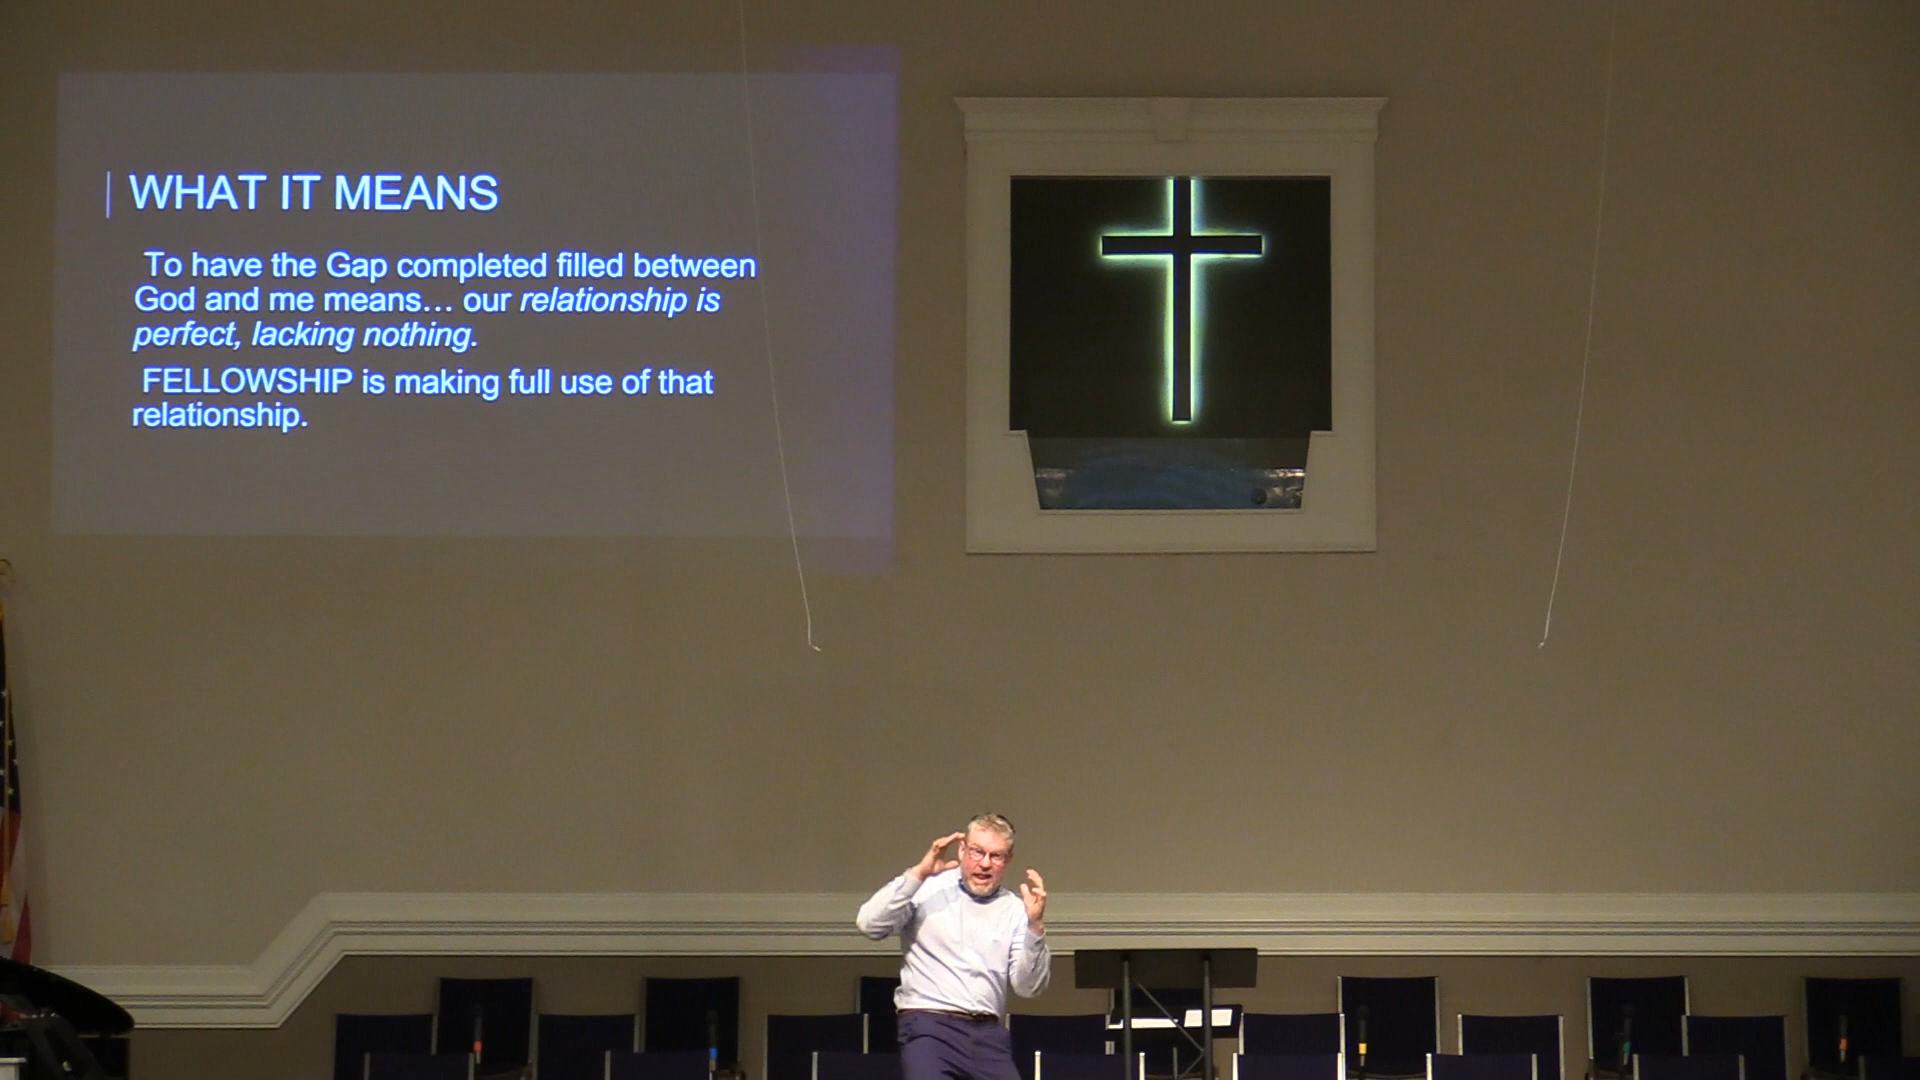 WHAT IT MEANS
To have the Gap completed filled between
God and me means… our relationship is
perfect, lacking nothing.
FELLOWSHIP is making full use of that
relationship.